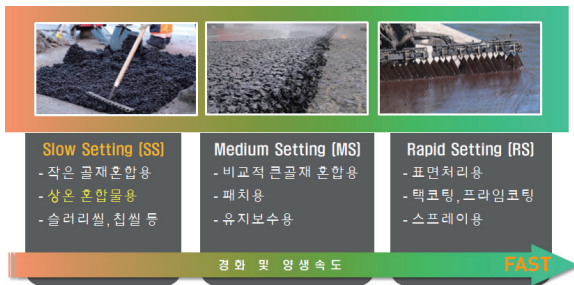 Slow Setting (SS)
- 작은 골재혼합용
- 상온 혼합물용
- 슬러리씰, 칩씰 등
Medium Setting (MS)
- 비교적 큰골재 혼합용
- 패치용
- 유지보수용
Rapid Setting (RS)
- 표면처리용
- 택코팅, 프라임코팅
- 스프레이용
경화 및 양생속도
FAST